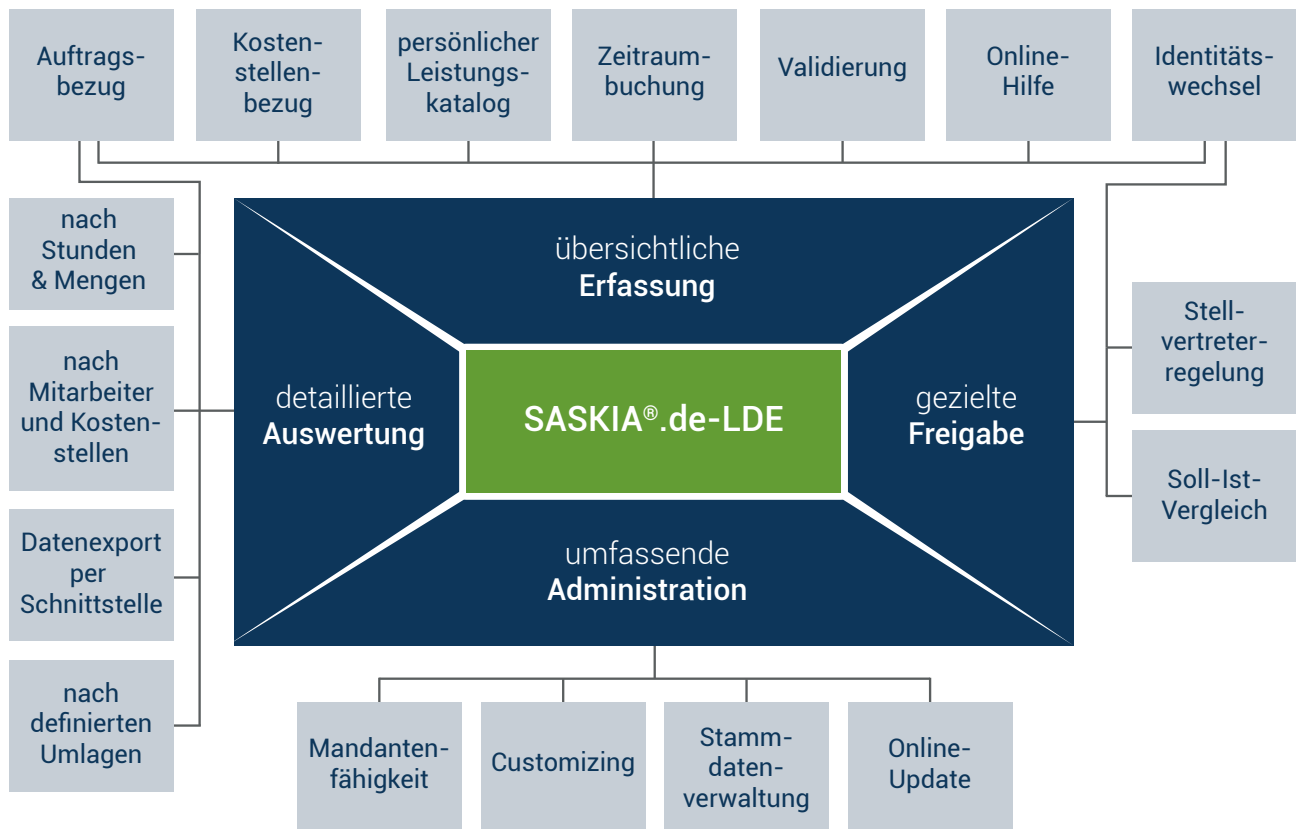 Auftrags-
bezug
Kosten-
stellen-
bezug
persönlicher
Leistungs-
katalog
Zeitraum-
buchung
Validierung
Online-
Hilfe
Identitäts-
wechsel
nach
Stunden
& Mengen
nach
Mitarbeiter
und Kosten-
stellen
Datenexport
per
Schnittstelle
nach
definierten
Umlagen
übersichtliche
Erfassung
detaillierte
Auswertung
SASKIA®.de-LDE
gezielte
Freigabe
umfassende
Administration
Stell-
vertreter-
regelung
Soll-Ist-
Vergleich
Mandanten-
fähigkeit
Customizing
Stamm-
daten-
verwaltung
Online-
Update